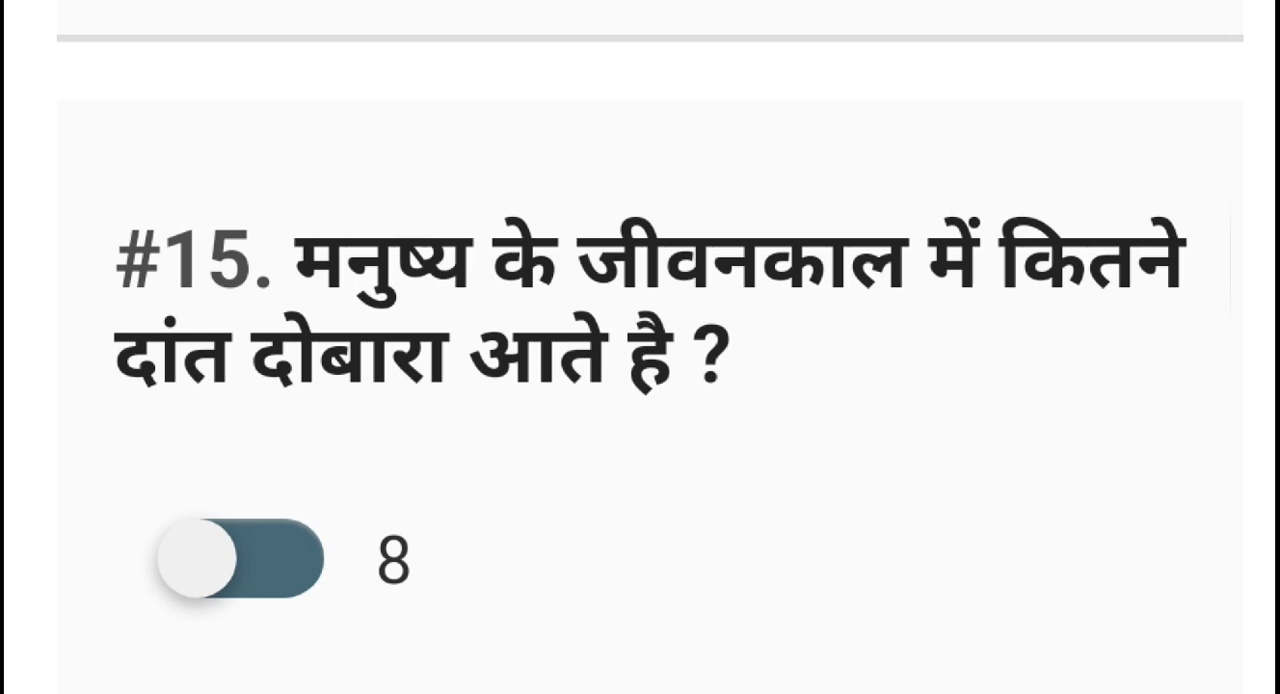 #15. मनुष्य के जीवनकाल में कितने
दांत दोबारा आते है ?
8